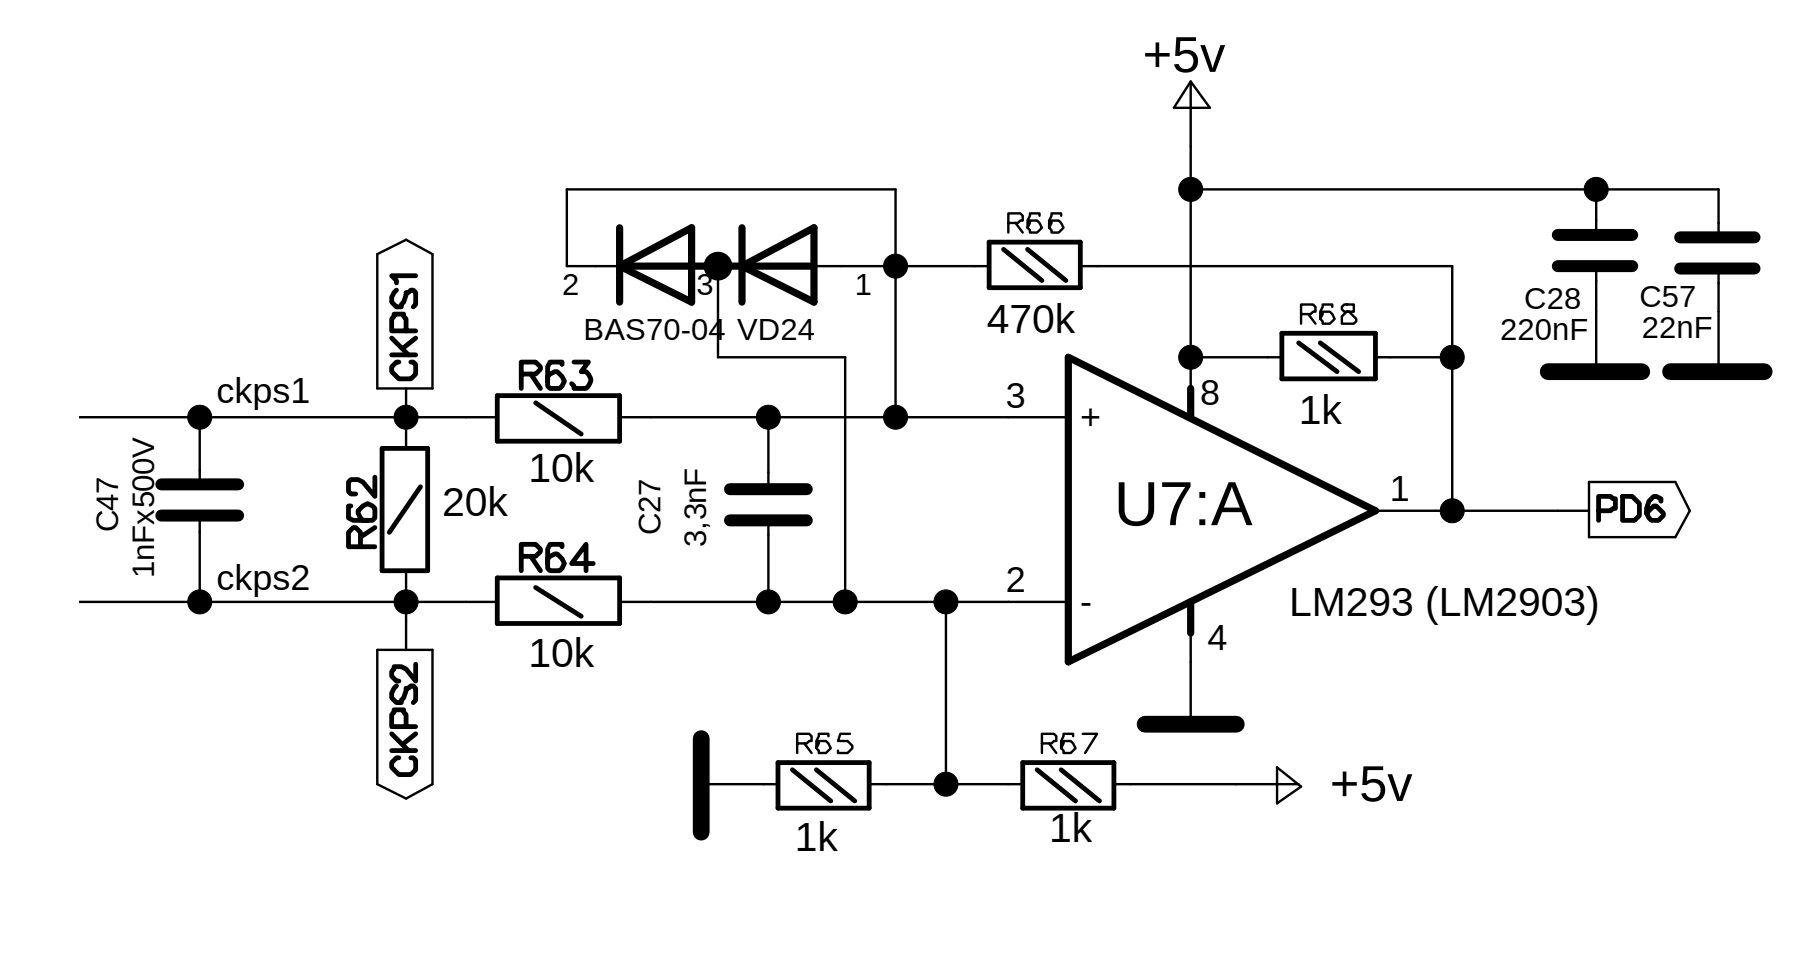 +5v
R66
470k
2
3
1
BAS70-04
VD24
R68
1k
C28
220nF
C57
22nF
CKPS1
ckps1
R63
10k
3
+
8
C47
1nFx500V
R62
20k
C27
3,3nF
U7:A
1
PD6
ckps2
R64
10k
2
-
LM293 (LM2903)
4
CKPS2
R65
1k
R67
1k
+5v